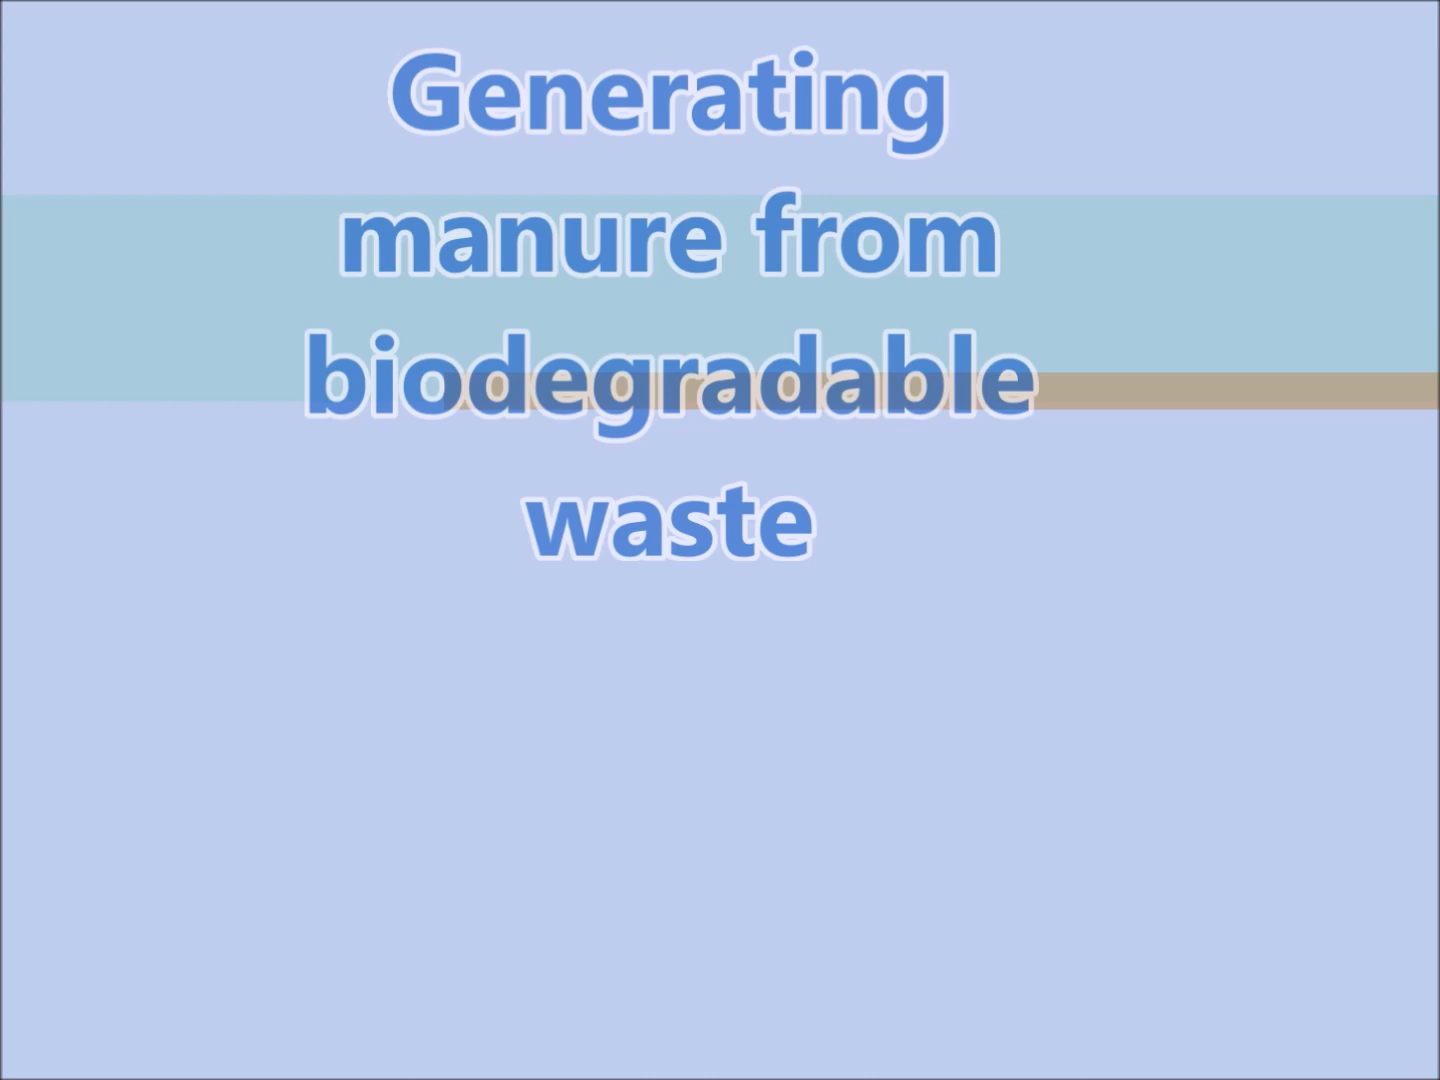 Generating
manure from
biodegradable
waste